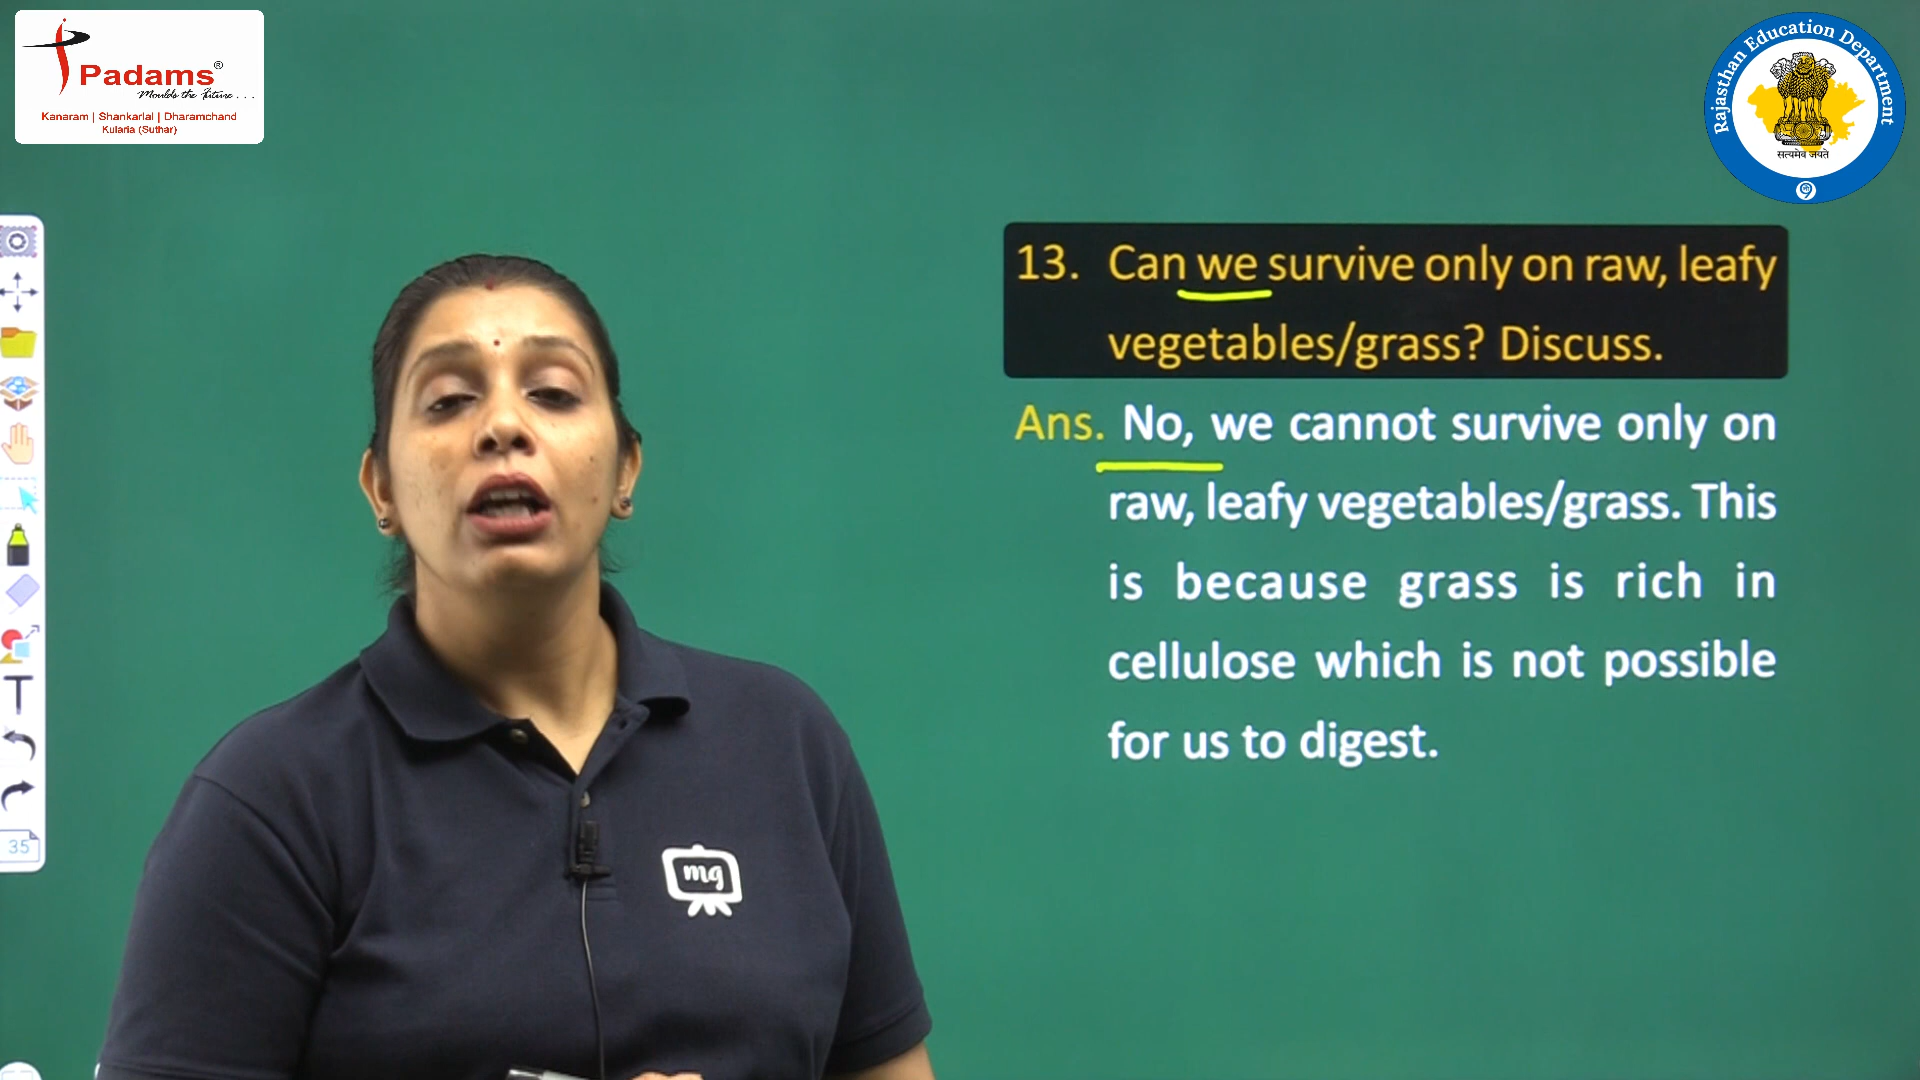 Padams®
Moulds the Future . . .
Kanaram | Shankarlal | Dharamchand
Kularia (Suthar)
Rajasthan Education Department
सत्यमेव जयते
13. Can we survive only on raw, leafy
vegetables/grass? Discuss.
Ans. No, we cannot survive only on
raw, leafy vegetables/grass. This
is because grass is rich in
cellulose which is not possible
for us to digest.
mg
T
35